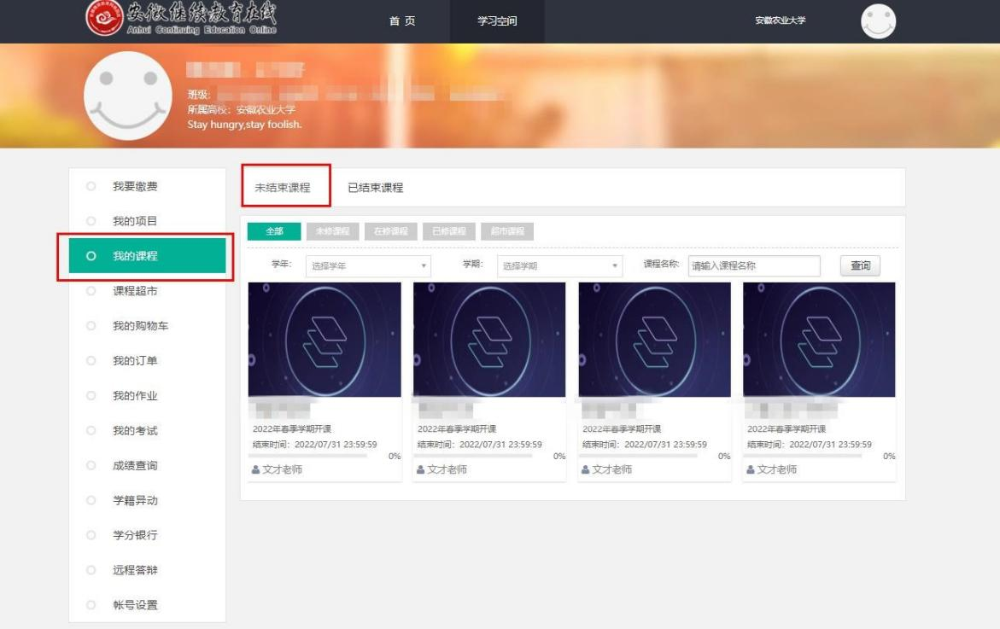 安徽继续教育在线
Anhui Continuing Education Online
首 页
学习空间
安徽农业大学
班级:
所属高校: 安徽农业大学
Stay hungry,stay foolish.
我要缴费
我的项目
我的课程
课程超市
我的购物车
我的订单
我的作业
我的考试
成绩查询
学籍异动
学分银行
远程答辩
帐号设置
未结束课程
已结束课程
全部
未修课程
在修课程
已修课程
超市课程
学年:
选择学年
学期:
选择学期
课程名称:
请输入课程名称
查询
2022年春季学期开课
结束时间: 2022/07/31 23:59:59
0%
文才老师
2022年春季学期开课
结束时间: 2022/07/31 23:59:59
0%
文才老师
2022年春季学期开课
结束时间: 2022/07/31 23:59:59
0%
文才老师
2022年春季学期开课
结束时间: 2022/07/31 23:59:59
0%
文才老师